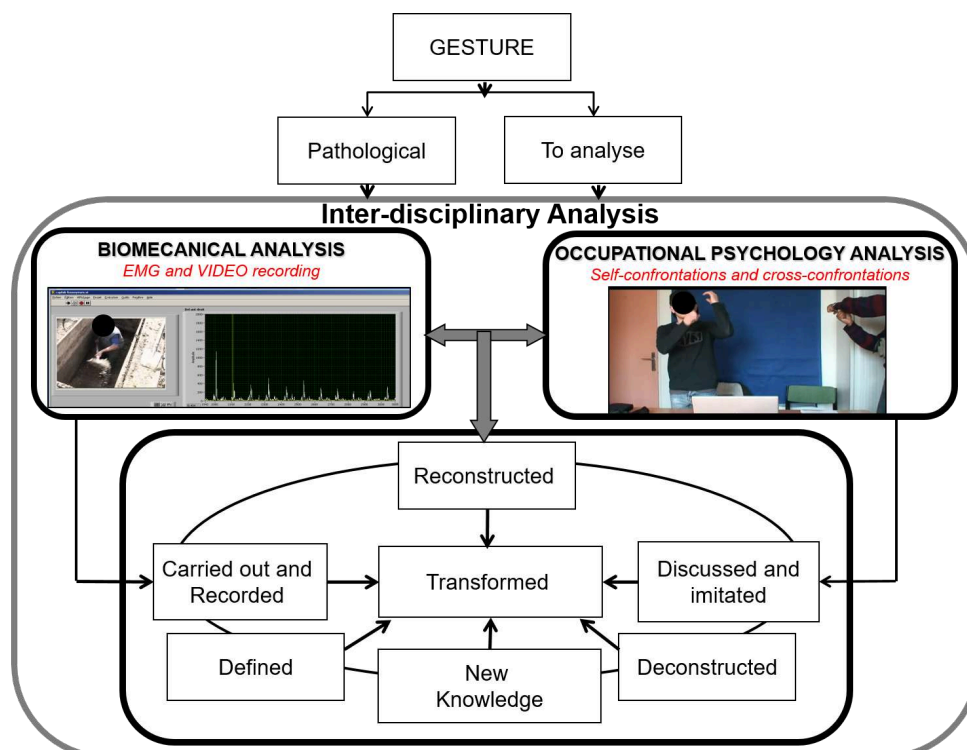 GESTURE
Pathological
To analyse
Inter-disciplinary Analysis
BIOMECANICAL ANALYSIS
EMG and VIDEO recording
OCCUPATIONAL PSYCHOLOGY ANALYSIS
Self-confrontations and cross-confrontations
Reconstructed
Carried out and
Recorded
Transformed
Discussed and
imitated
Defined
New
Knowledge
Deconstructed